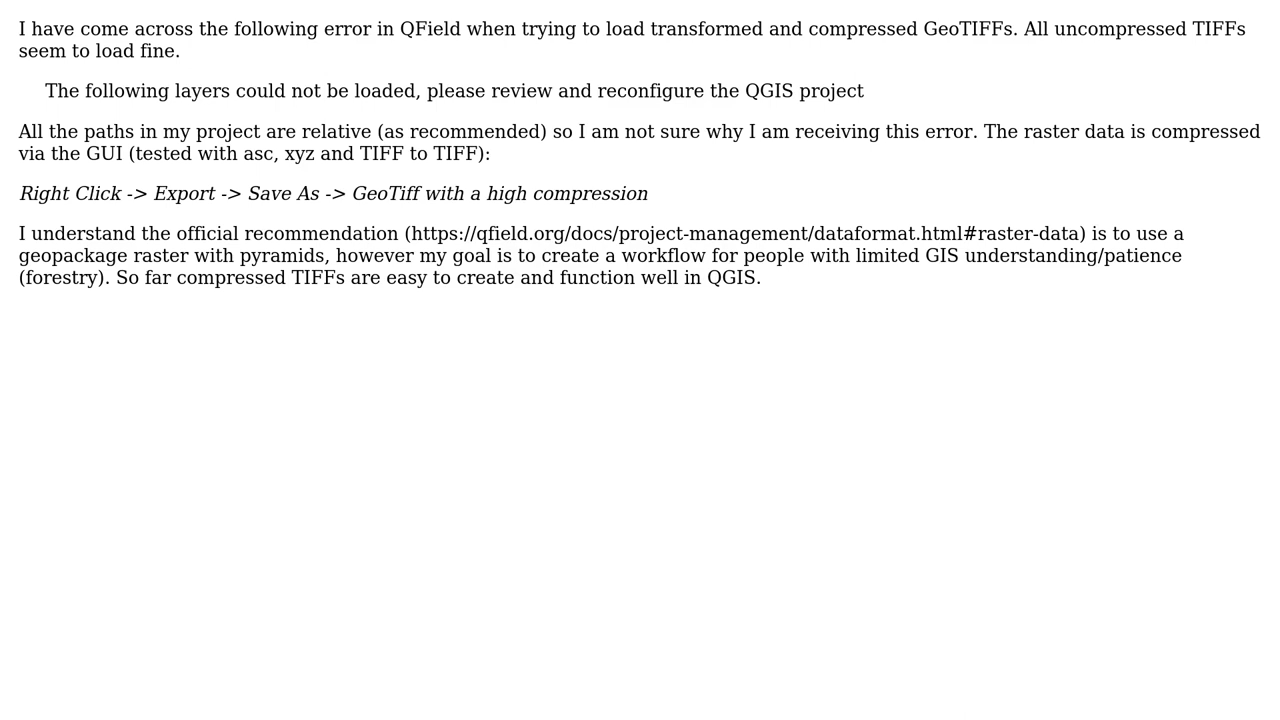 I have come across the following error in QField when trying to load transformed and compressed GeoTIFFs. All uncompressed TIFFs
seem to load fine.
The following layers could not be loaded, please review and reconfigure the QGIS project
All the paths in my project are relative (as recommended) so I am not sure why I am receiving this error. The raster data is compressed
via the GUI (tested with asc, xyz and TIFF to TIFF):
Right Click -> Export -> Save As -> GeoTiff with a high compression
I understand the official recommendation (https://qfield.org/docs/project-management/dataformat.html#raster-data) is to use a
geopackage raster with pyramids, however my goal is to create a workflow for people with limited GIS understanding/patience
(forestry). So far compressed TIFFs are easy to create and function well in QGIS.